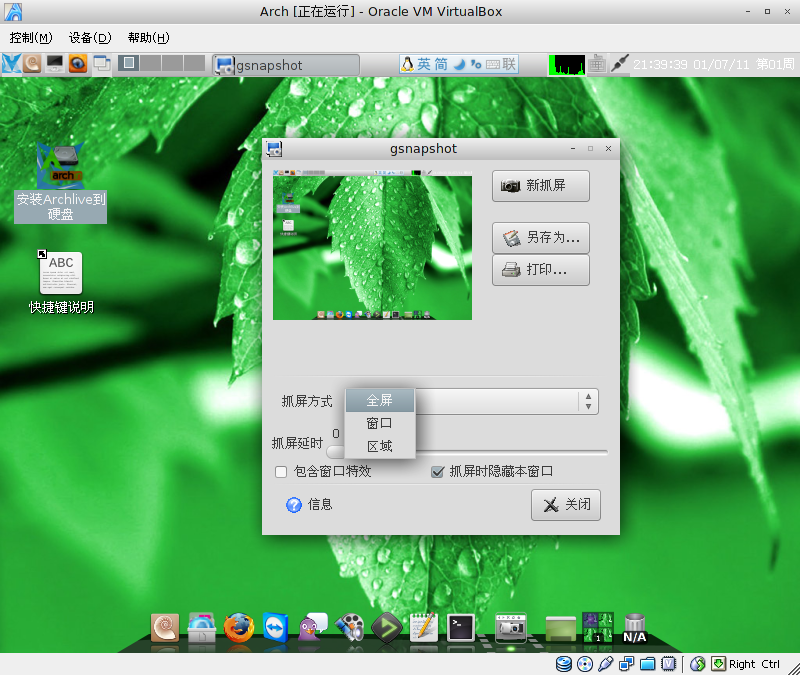 Arch [正在运行] - Oracle VM VirtualBox
控制(M) 设备(D) 帮助(H)
gsnapshot
英 简 联
21:39:39 01/07/11 第01周
gsnapshot
新抓屏
另存为...
打印...
arch
安装Archlive到
硬盘
ABC
快捷键说明
抓屏方式
全屏
窗口
区域
抓屏延时
0
包含窗口特效
抓屏时隐藏本窗口
信息
关闭
1
N/A
Right Ctrl